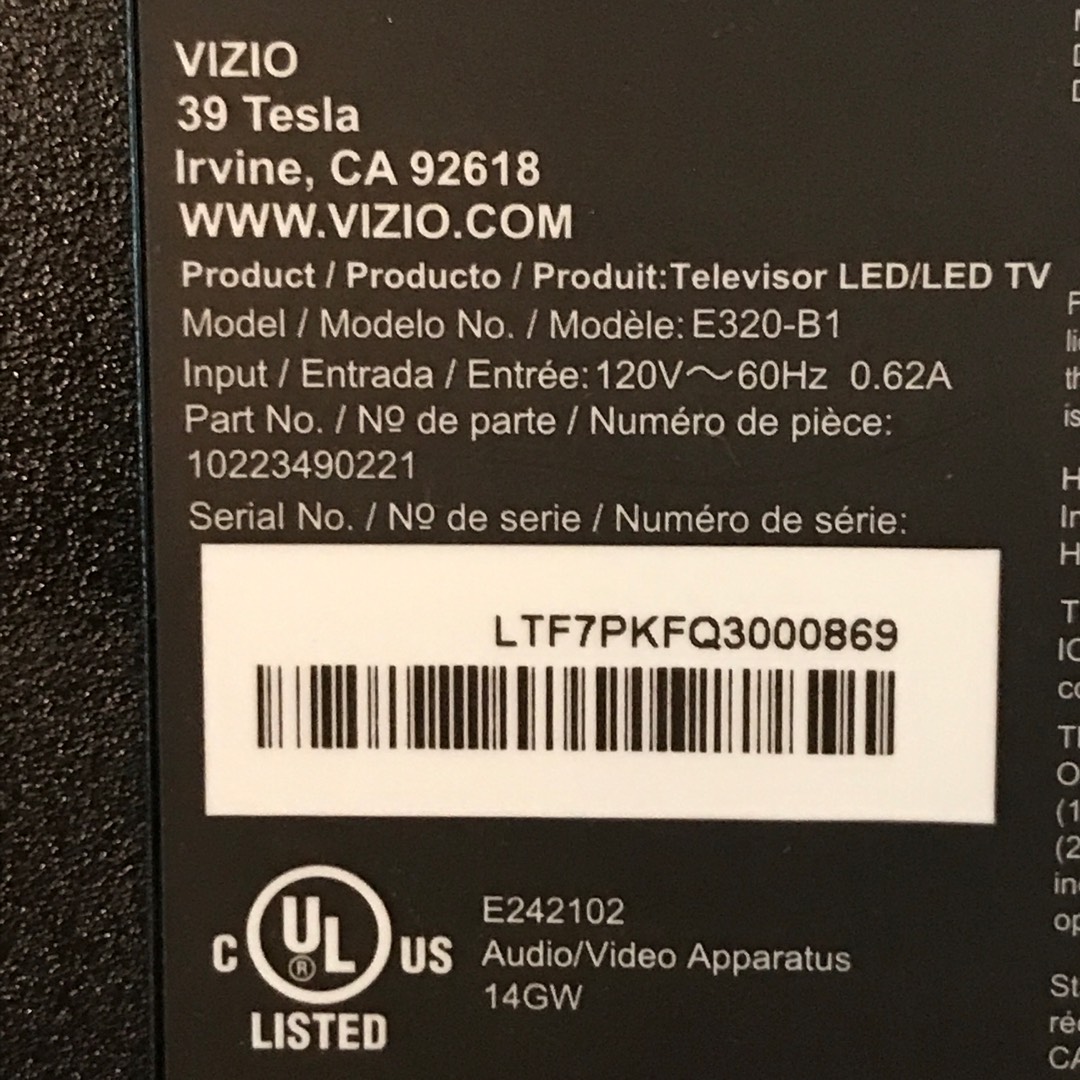 VIZIO
39 Tesla
Irvine, CA 92618
WWW.VIZIO.COM
Product / Producto / Produit:Televisor LED/LED TV
Model / Modelo No. / Modèle: E320-B1
Input / Entrada / Entrée: 120V～60Hz 0.62A
Part No. / Nº de parte / Numéro de pièce:
10223490221
Serial No. / Nº de serie / Numéro de série:
LTF7PKFQ3000869
C UL ® US
LISTED
E242102
Audio/Video Apparatus
14GW